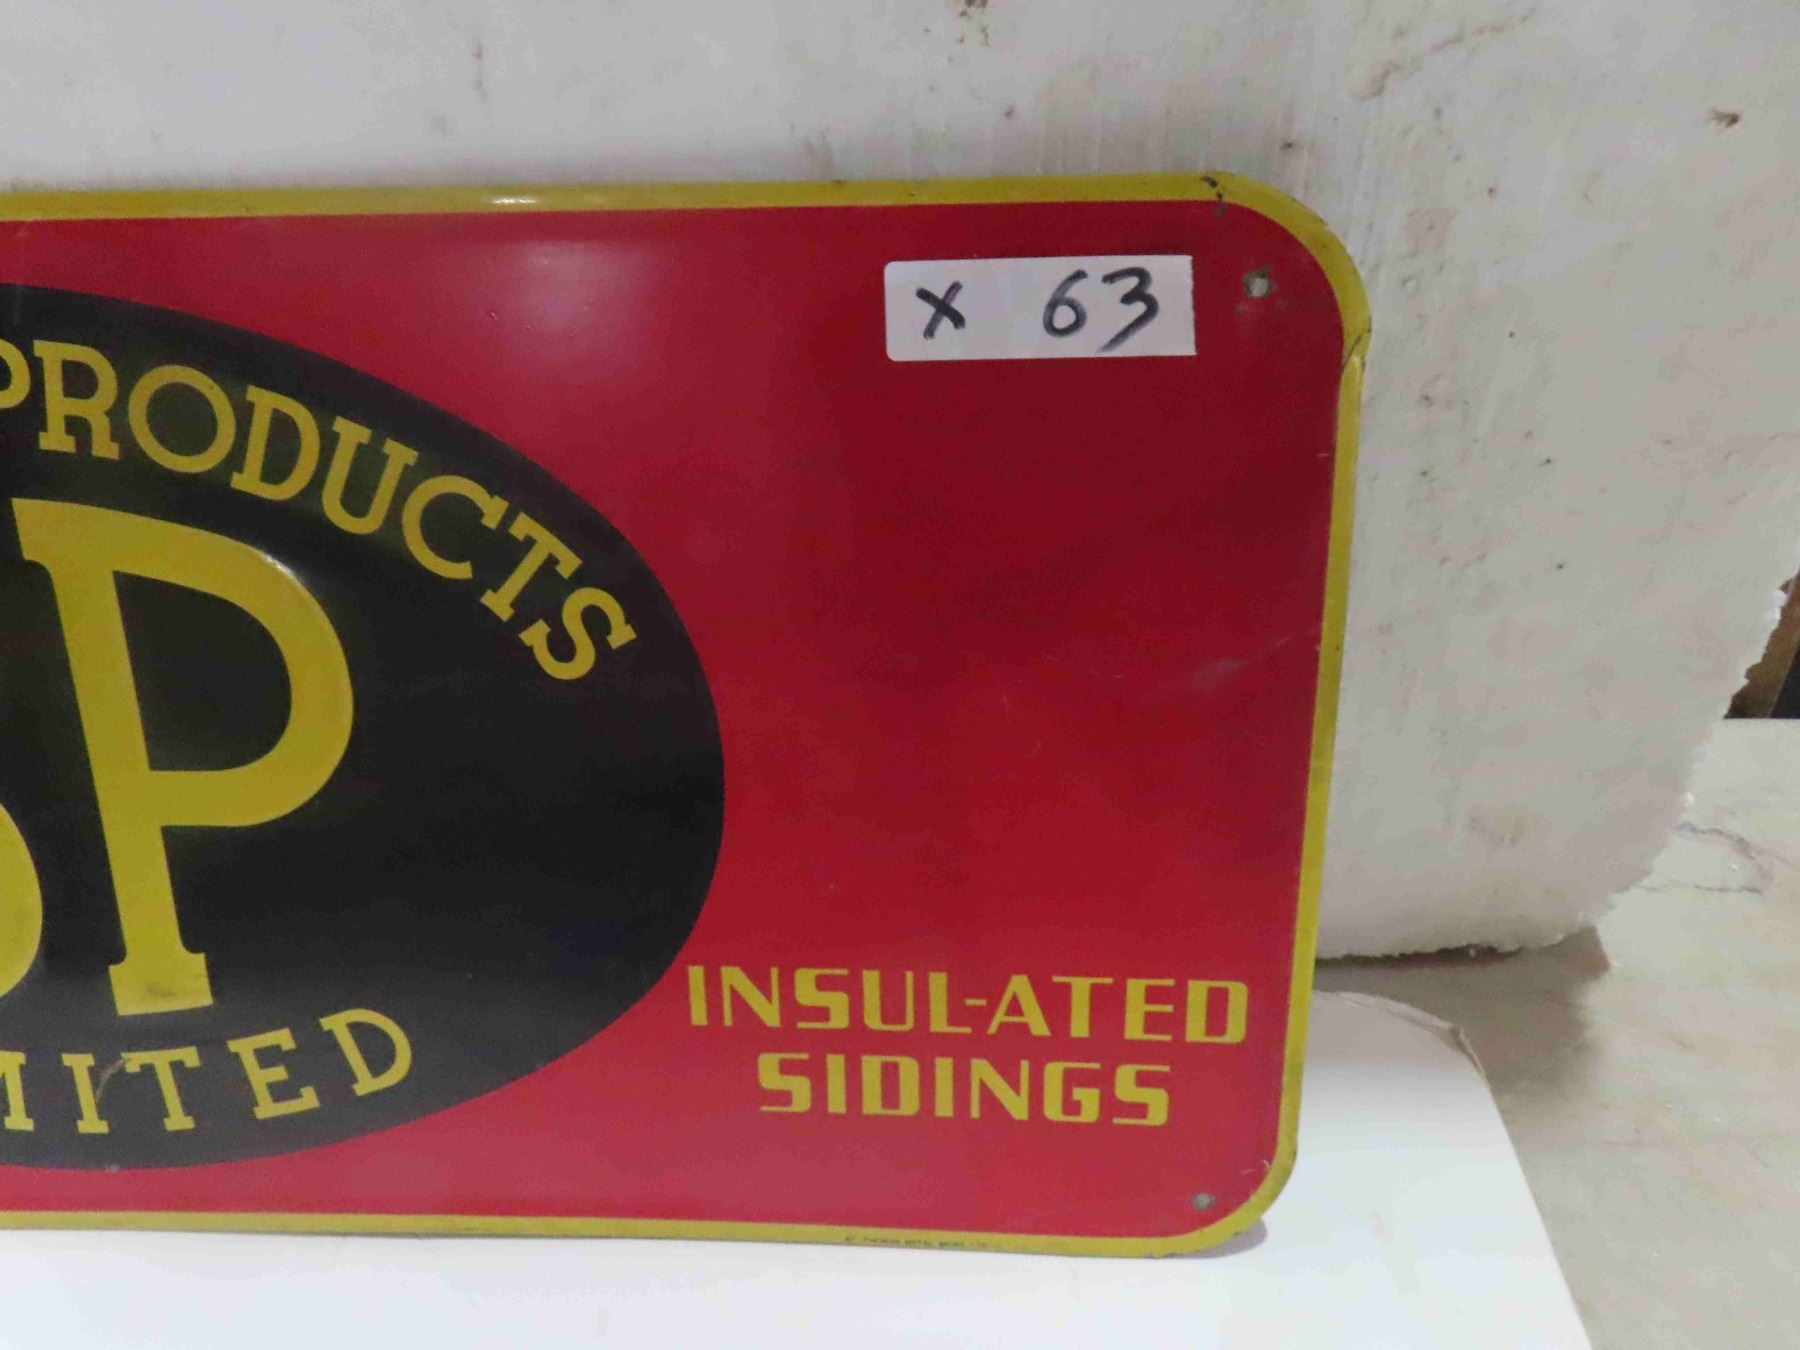 X 63
PRODUCTS
P
MITED
INSUL-ATED
SIDINGS